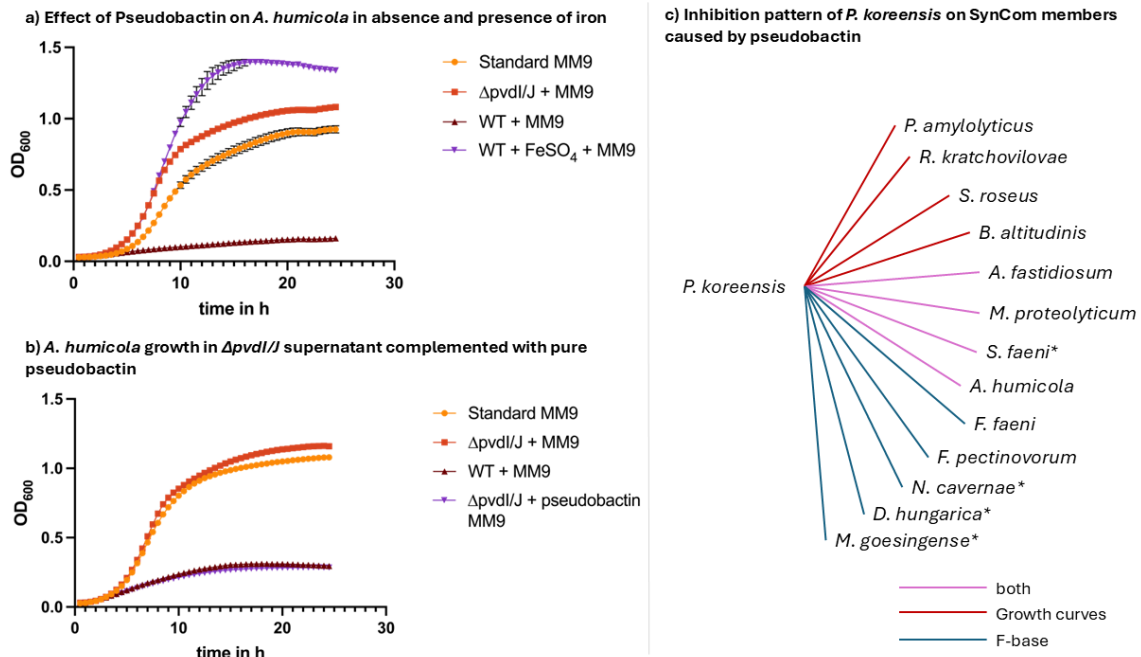 a) Effect of Pseudobactin on A. humicola in absence and presence of iron
1.5
1.0
0.5
0.0
OD600
0
10
20
30
time in h
Standard MM9
ΔpvdI/J + MM9
WT + MM9
WT + FeSO4 + MM9
b) A. humicola growth in ΔpvdI/J supernatant complemented with pure
pseudobactin
1.5
1.0
0.5
0.0
OD600
0
10
20
30
time in h
Standard MM9
ΔpvdI/J + MM9
WT + MM9
ΔpvdI/J + pseudobactin
MM9
c) Inhibition pattern of P. koreensis on SynCom members
caused by pseudobactin
P. koreensis
P. amylolyticus
R. kratchovilovae
S. roseus
B. altitudinis
A. fastidiosum
M. proteolyticum
S. faeni*
A. humicola
F. faeni
F. pectinovorum
N. cavernae*
D. hungarica*
M. goesingense*
both
Growth curves
F-base